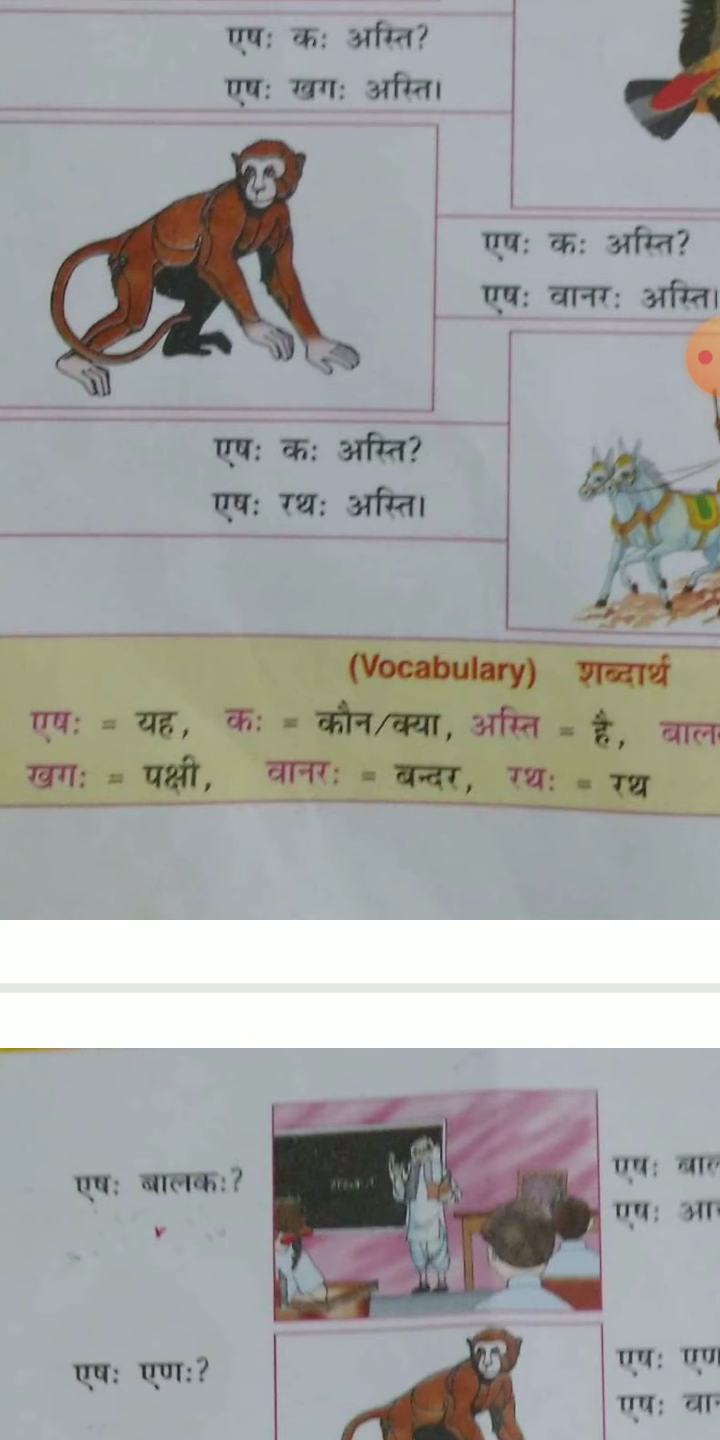 एषः कः अस्ति?
एषः खगः अस्ति।
एषः कः अस्ति?
एषः वानरः अस्ति।
एषः कः अस्ति?
एषः रथः अस्ति।
(Vocabulary) शब्दार्थ
एषः = यह, कः = कौन/क्या, अस्ति = है,
खगः = पक्षी, वानरः = बन्दर, रथः = रथ
एषः बालकः?
एषः
एषः
एषः एणः?
एषः
एषः